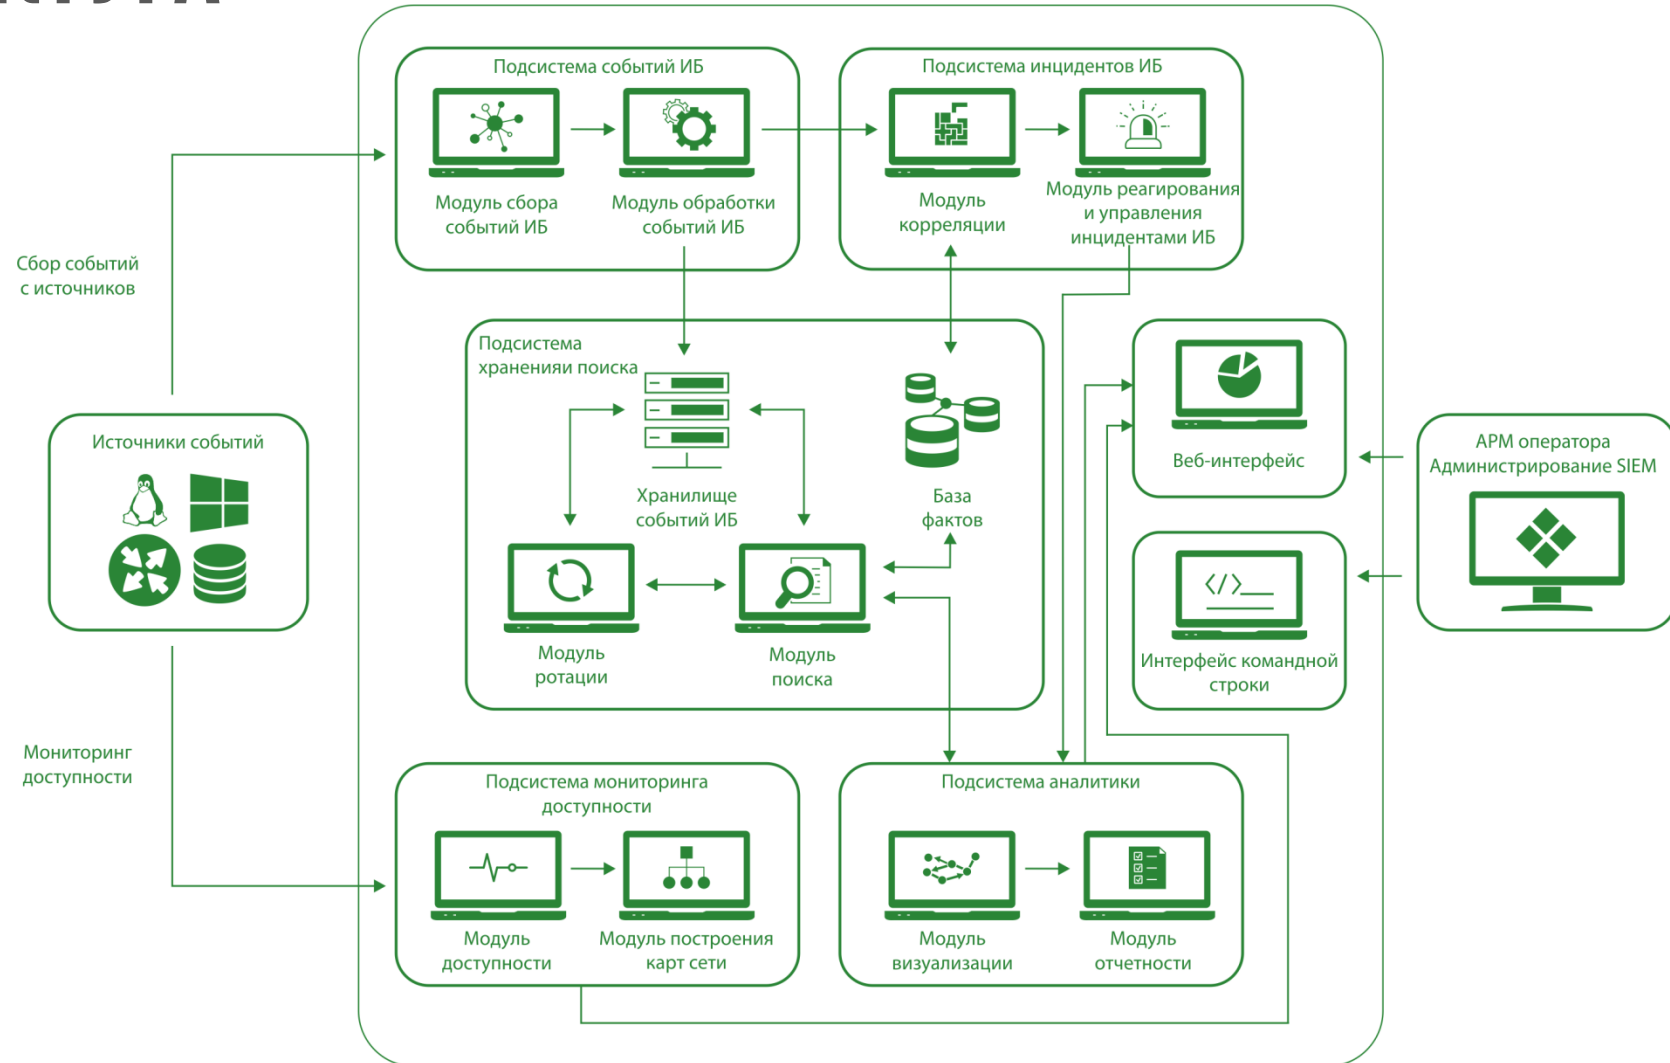 Подсистема событий ИБ
Модуль сбора
событий ИБ
Модуль обработки
событий ИБ
Подсистема инцидентов ИБ
Модуль
корреляции
Модуль реагирования
и управления
инцидентами ИБ
Сбор событий
с источников
Подсистема
храненияи поиска
Хранилище
событий ИБ
База
фактов
Модуль
ротации
Модуль
поиска
Веб-интерфейс
Интерфейс командной
строки
АРМ оператора
Администрирование SIEM
Источники событий
Мониторинг
доступности
Подсистема мониторинга
доступности
Модуль
доступности
Модуль построения
карт сети
Подсистема аналитики
Модуль
визуализации
Модуль
отчетности